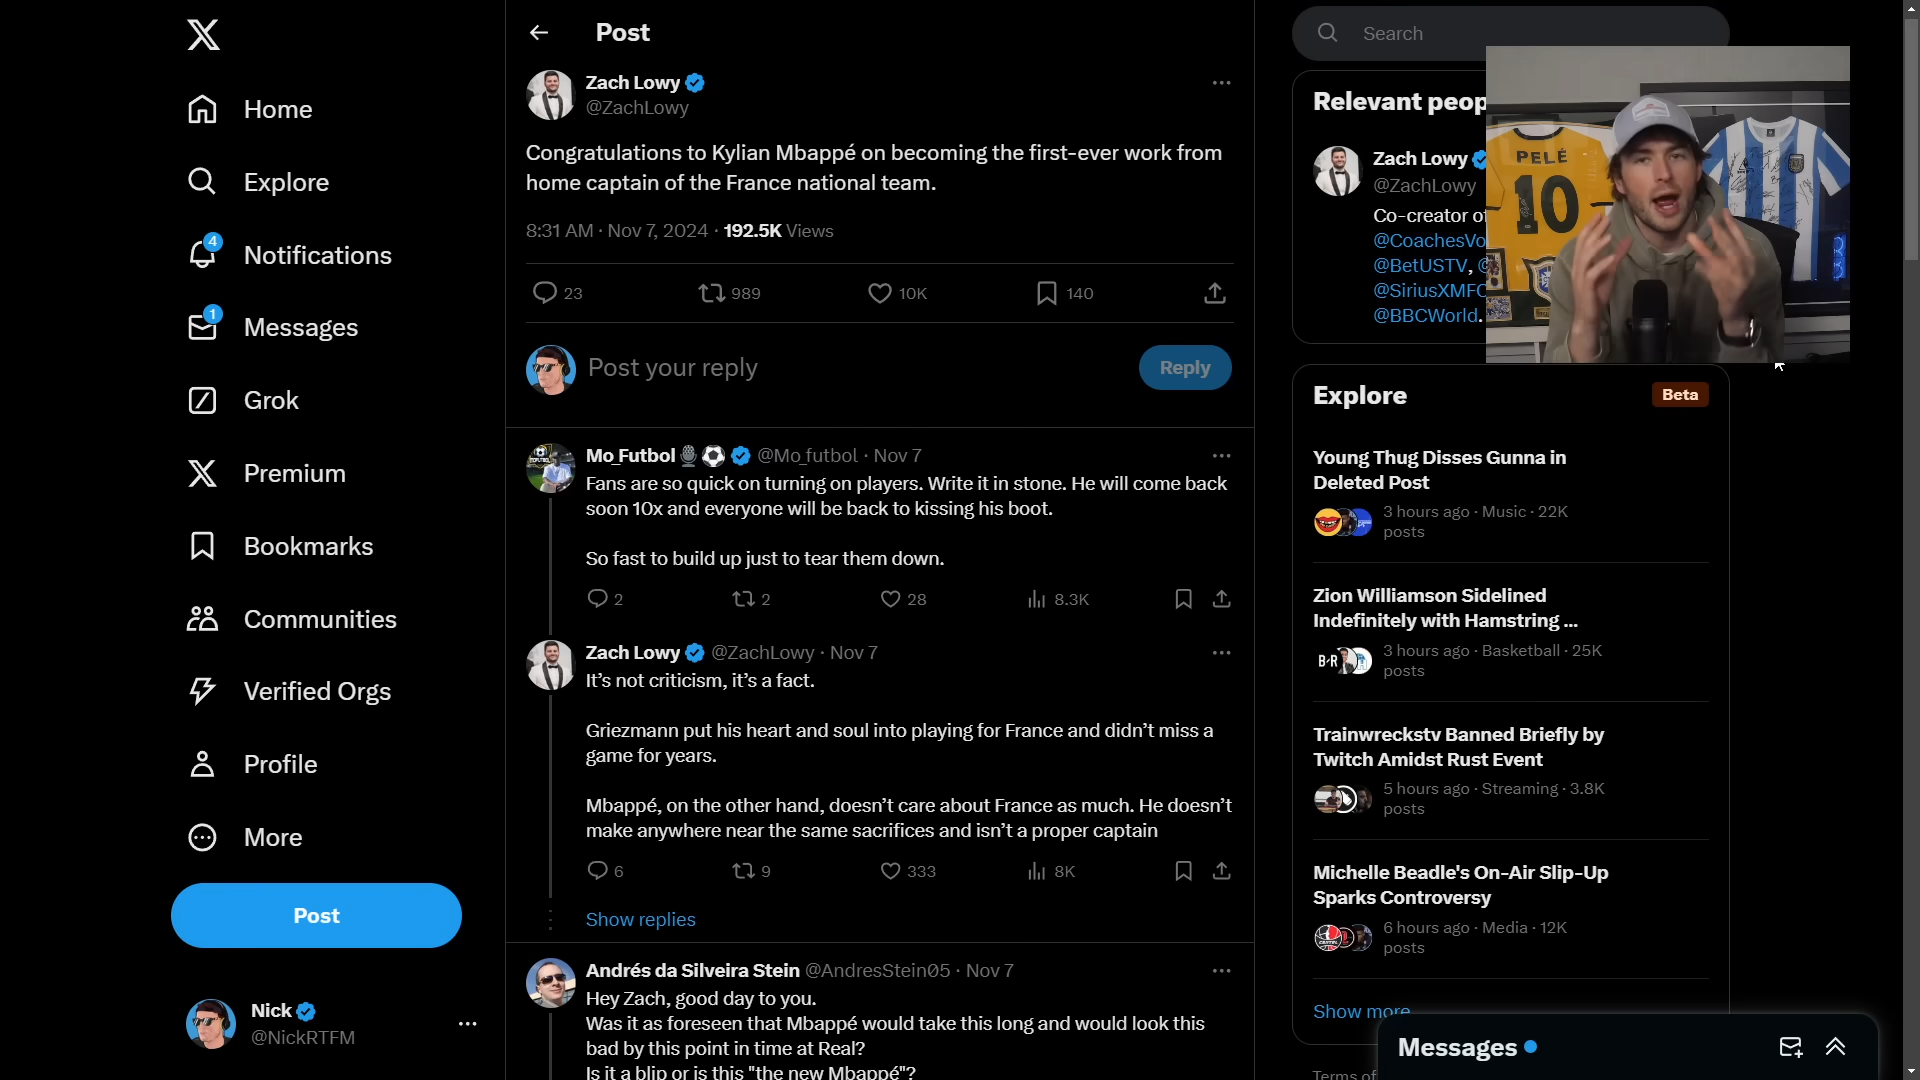 Home
Explore
4
Notifications
1
Messages
Grok
Premium
Bookmarks
Communities
Verified Orgs
Profile
More
Post
Nick
@NickRTFM
Post
Zach Lowy
@ZachLowy
Congratulations to Kylian Mbappé on becoming the first-ever work from
home captain of the France national team.
8:31 AM · Nov 7, 2024 · 192.5K Views
23 989 10K 140
Post your reply
Reply
Mo_Futbol @Mo_futbol · Nov 7
Fans are so quick on turning on players. Write it in stone. He will come back
soon 10x and everyone will be back to kissing his boot.
So fast to build up just to tear them down.
2 2 28 8.3K
Zach Lowy @ZachLowy · Nov 7
It's not criticism, it's a fact.
Griezmann put his heart and soul into playing for France and didn't miss a
game for years.
Mbappé, on the other hand, doesn't care about France as much. He doesn't
make anywhere near the same sacrifices and isn't a proper captain
6 9 333 8K
Show replies
Andrés da Silveira Stein @AndresStein05 · Nov 7
Hey Zach, good day to you.
Was it as foreseen that Mbappé would take this long and would look this
bad by this point in time at Real?
Is it a blip or is this "the new Mbappé"?
Search
Relevant peop
Zach Lowy
@ZachLowy
Co-creator of
@CoachesVo
@BetUSTV, @
@SiriusXMFC
@BBCWorld.
PELÉ
10
Explore
Beta
Young Thug Disses Gunna in
Deleted Post
3 hours ago · Music · 22K
posts
Zion Williamson Sidelined
Indefinitely with Hamstring ...
B/R
3 hours ago · Basketball · 25K
posts
Trainwreckstv Banned Briefly by
Twitch Amidst Rust Event
5 hours ago · Streaming · 3.8K
posts
Michelle Beadle's On-Air Slip-Up
Sparks Controversy
6 hours ago · Media · 12K
posts
Show more
Terms of
Messages